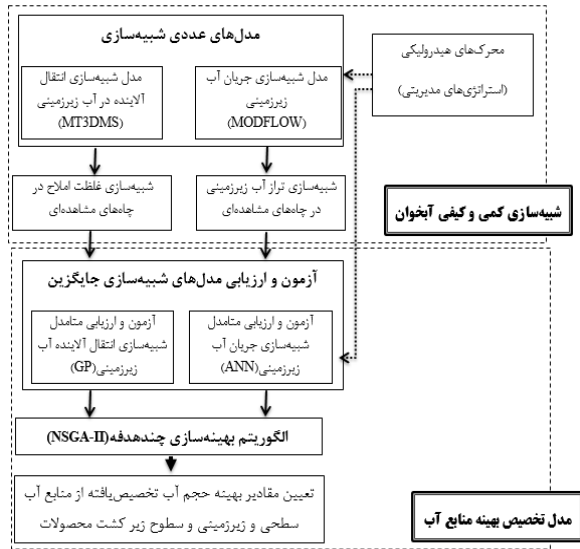 مدل‌های عددی شبیه‌سازی
مدل شبیه‌سازی جریان آب
زیرزمینی
(MODFLOW)
مدل شبیه‌سازی انتقال
آلاینده در آب زیرزمینی
(MT3DMS)
محرک‌های هیدرولیکی
(استراتژی‌های مدیریتی)
شبیه‌سازی تراز آب زیرزمینی
در چاه‌های مشاهده‌ای
شبیه‌سازی غلظت املاح در
چاه‌های مشاهده‌ای
شبیه‌سازی کمی و کیفی آبخوان
آزمون و ارزیابی مدل‌های شبیه‌سازی جایگزین
آزمون و ارزیابی متامدل
شبیه‌سازی جریان آب
زیرزمینی(ANN)
آزمون و ارزیابی متامدل
شبیه‌سازی انتقال آلاینده آب
زیرزمینی(GP)
الگوریتم بهینه‌سازی چندهدفه(NSGA-II)
تعیین مقادیر بهینه حجم آب تخصیص‌یافته از منابع آب
سطحی و زیرزمینی و سطوح زیر کشت محصولات
مدل تخصیص بهینه منابع آب